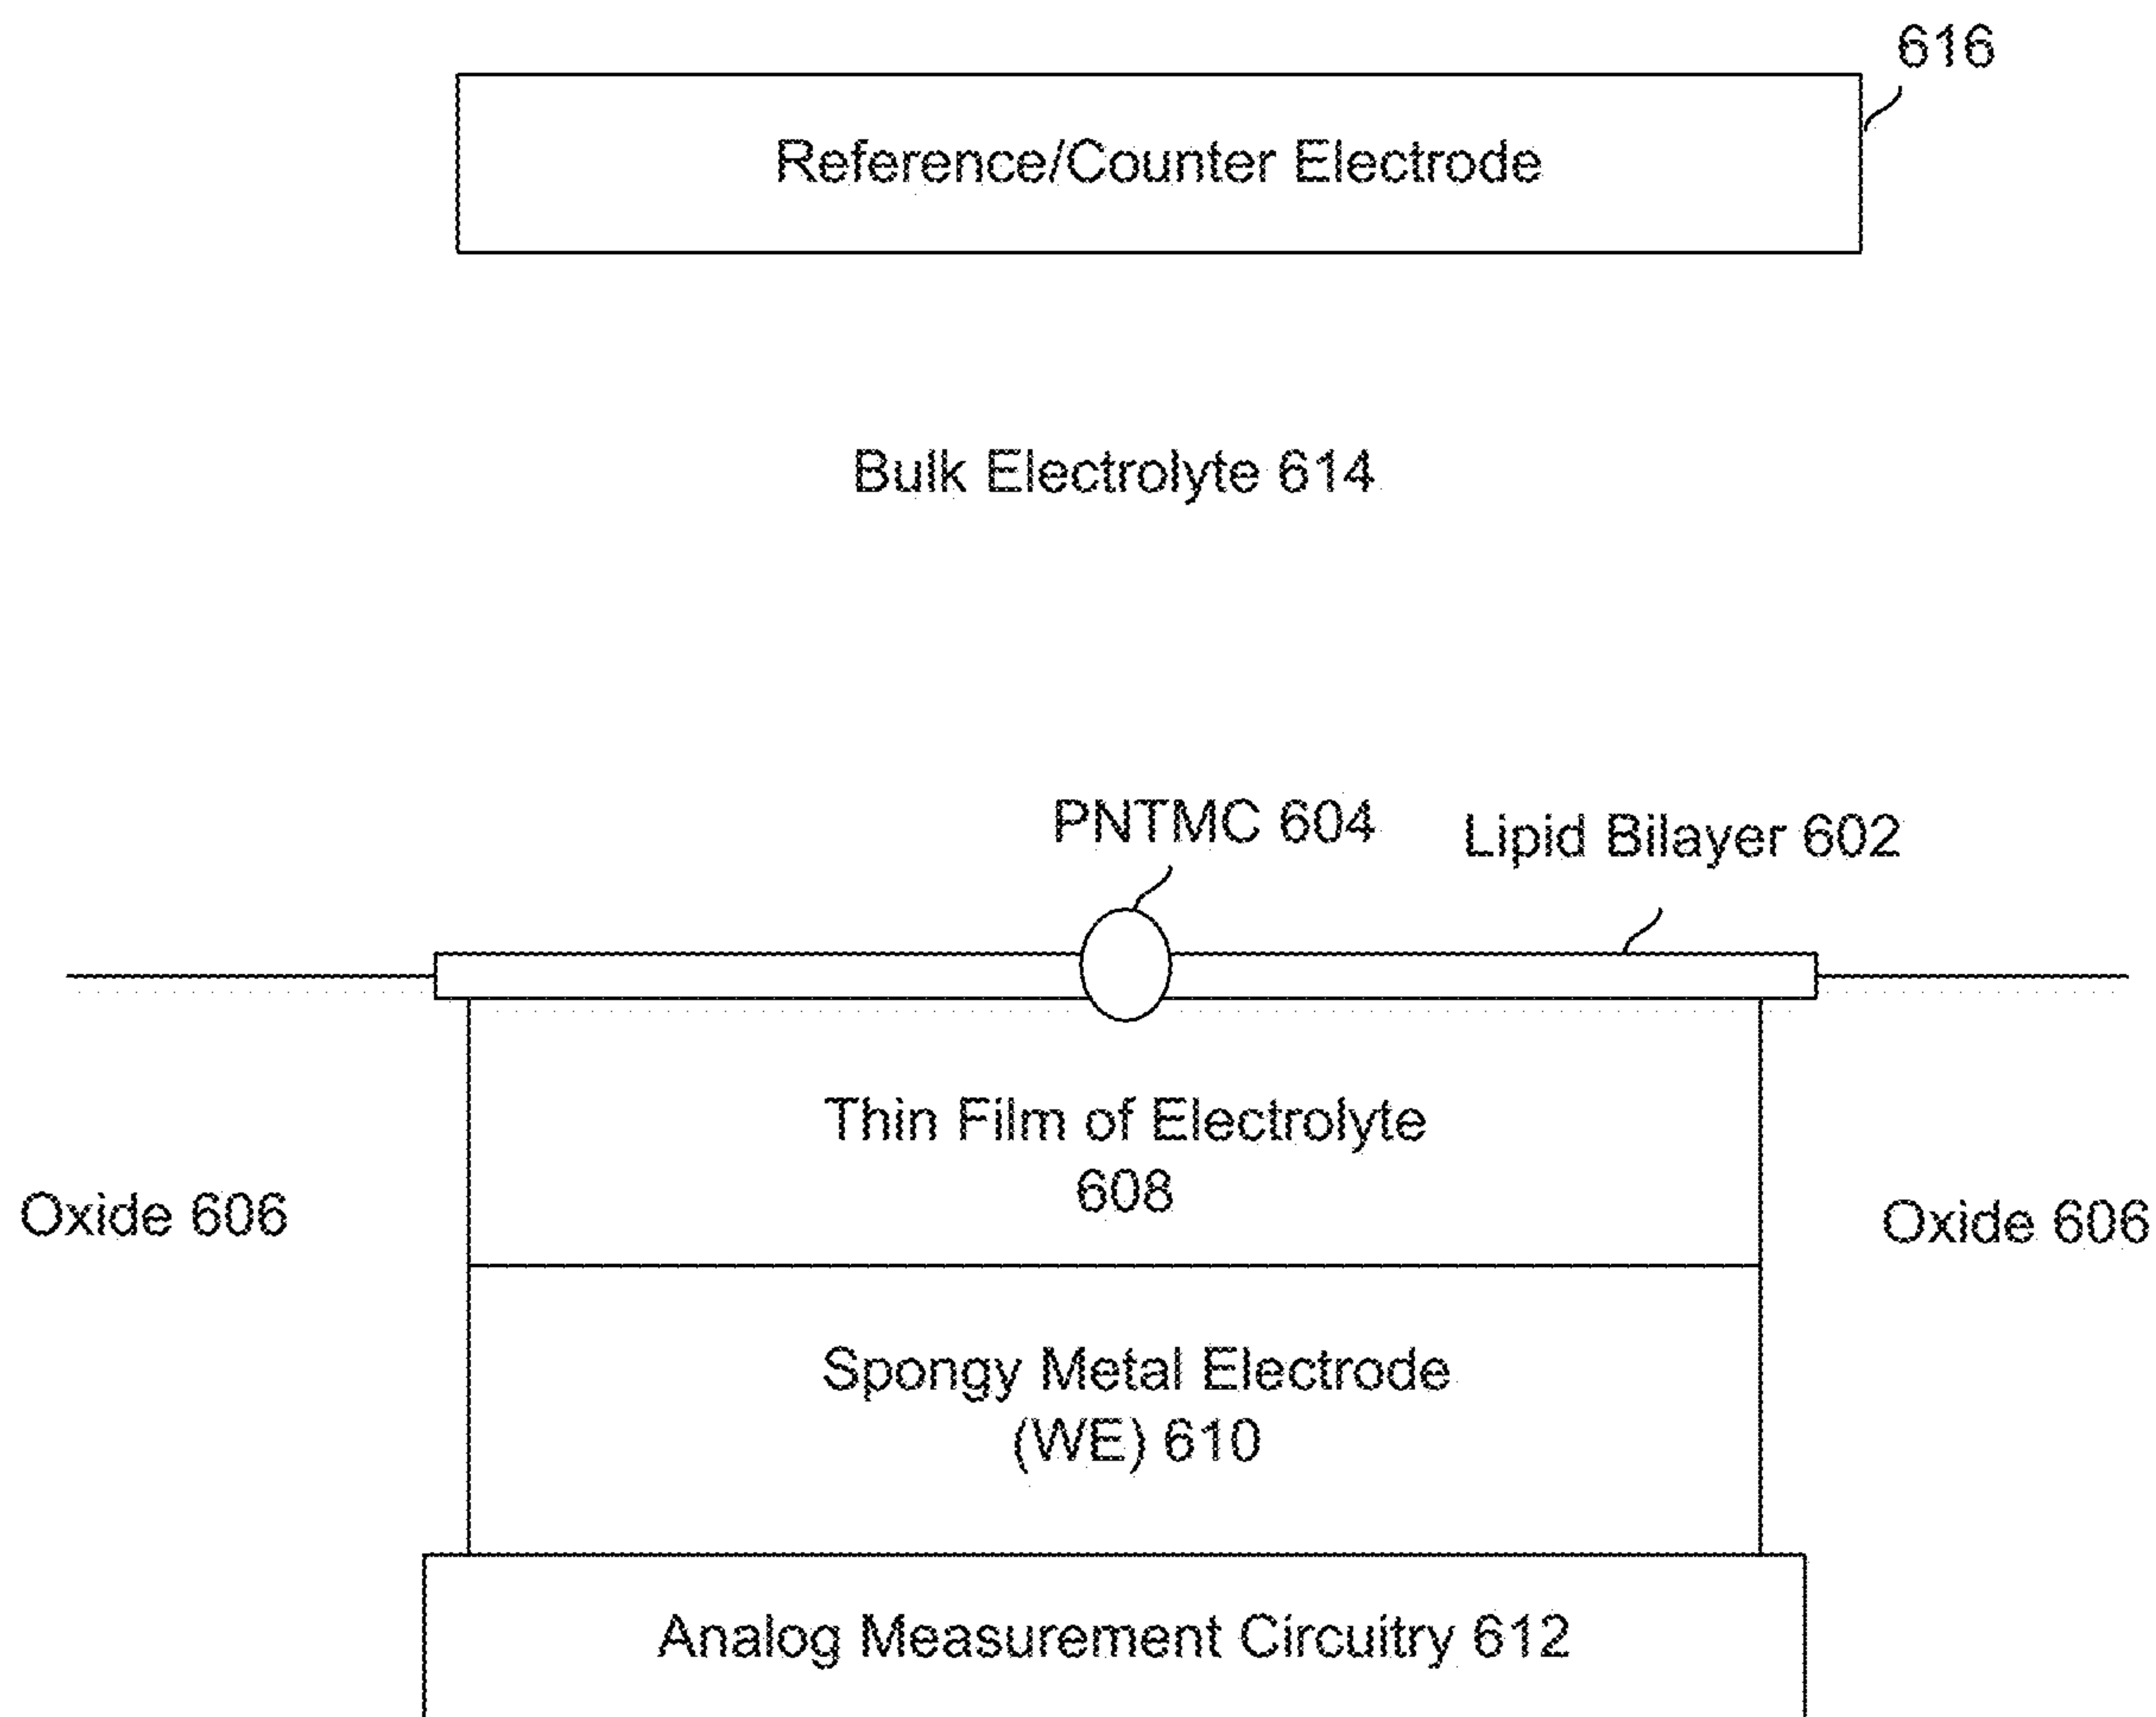 616
Reference/Counter Electrode
Bulk Electrolyte 614
PNTMC 604
Lipid Bilayer 602
Thin Film of Electrolyte
608
Oxide 606
Oxide 606
Spongy Metal Electrode
(WE) 610
Analog Measurement Circuitry 612